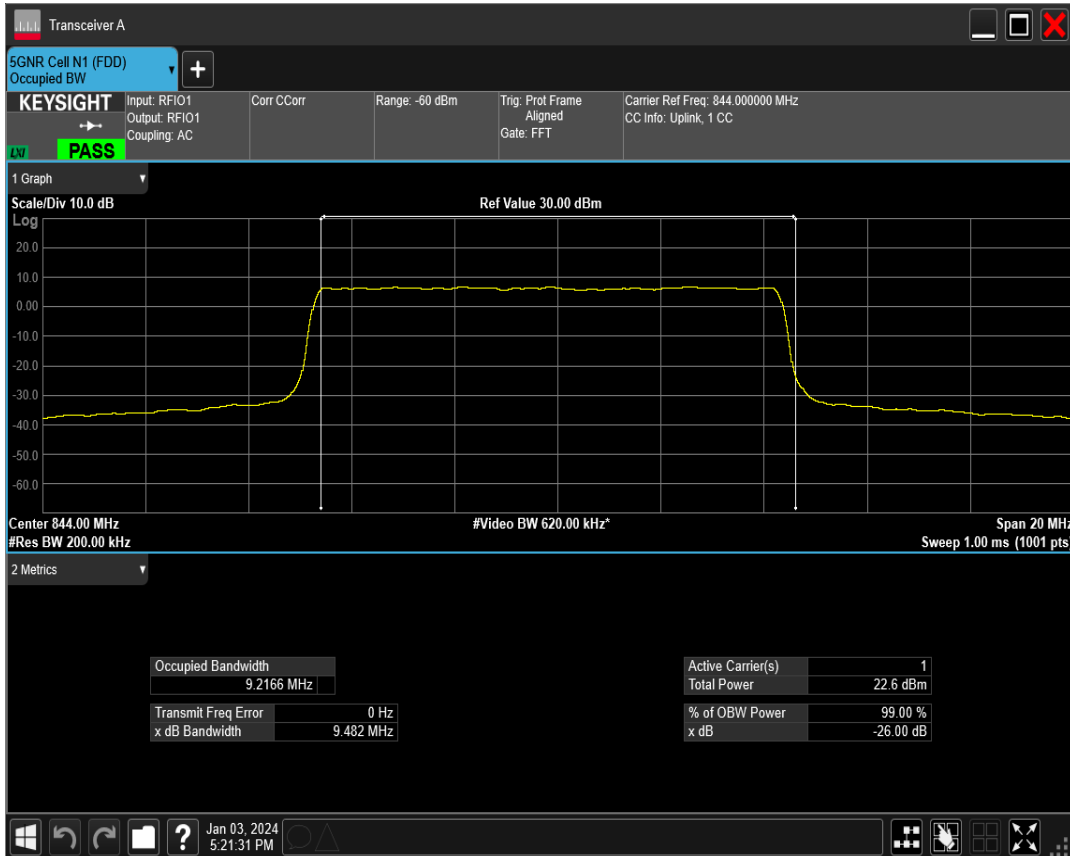 Transceiver A
5GNR Cell N1 (FDD)
Occupied BW
+
KEYSIGHT
LXI
PASS
Input: RFIO1
Output: RFIO1
Coupling: AC
Corr CCorr
Range: -60 dBm
Trig: Prot Frame
Aligned
Gate: FFT
Carrier Ref Freq: 844.000000 MHz
CC Info: Uplink, 1 CC
1 Graph
Scale/Div 10.0 dB
Ref Value 30.00 dBm
Log
20.0
10.0
0.00
-10.0
-20.0
-30.0
-40.0
-50.0
-60.0
Center 844.00 MHz
#Video BW 620.00 kHz*
Span 20 MHz
#Res BW 200.00 kHz
Sweep 1.00 ms (1001 pts)
2 Metrics
Occupied Bandwidth
9.2166 MHz
Transmit Freq Error 0 Hz
x dB Bandwidth 9.482 MHz
Active Carrier(s) 1
Total Power 22.6 dBm
% of OBW Power 99.00 %
x dB -26.00 dB
?
Jan 03, 2024
5:21:31 PM